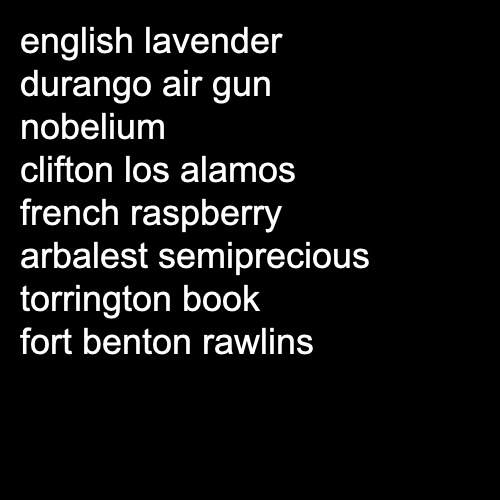 english lavender
durango air gun
nobelium
clifton los alamos
french raspberry
arbalest semiprecious
torrington book
fort benton rawlins